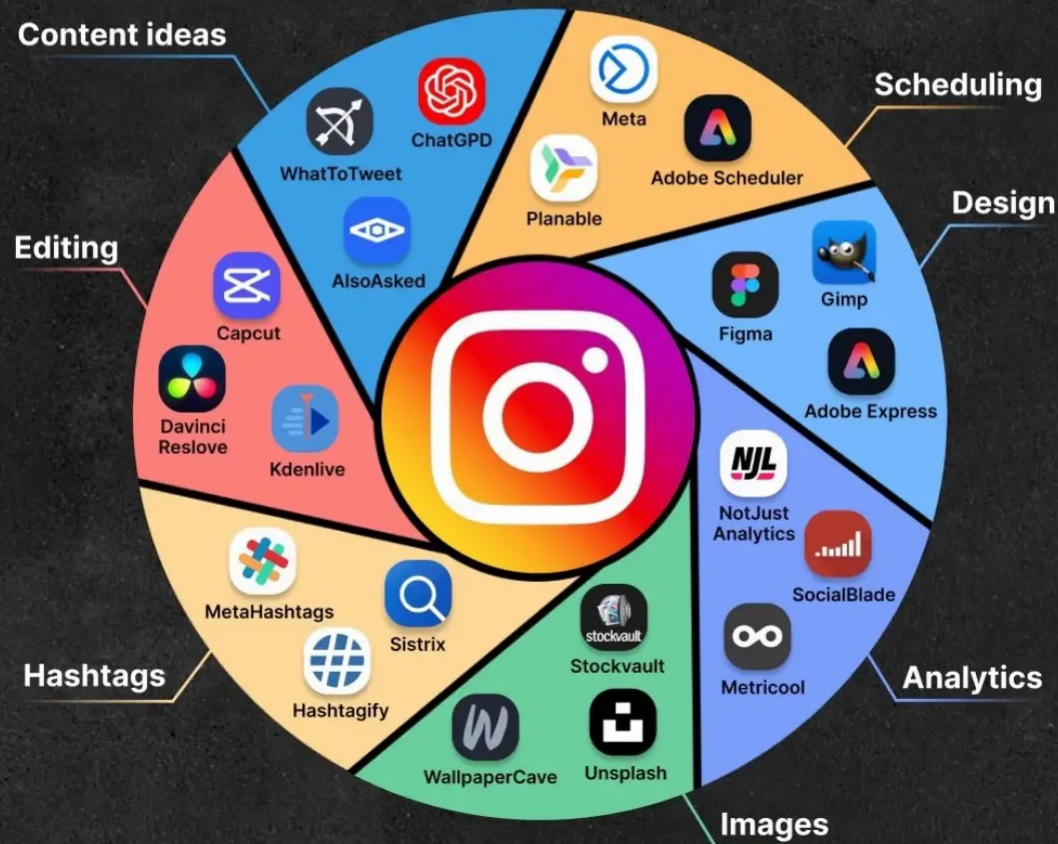 Content ideas
ChatGPD
WhatToTweet
AlsoAsked
Scheduling
Meta
Adobe Scheduler
Planable
Design
Gimp
Figma
Adobe Express
Editing
Capcut
Davinci
Reslove
Kdenlive
NJL
NotJust
Analytics
SocialBlade
Metricool
Analytics
MetaHashtags
Sistrix
Hashtagify
Hashtags
stockvault
Stockvault
W
WallpaperCave
Unsplash
Images